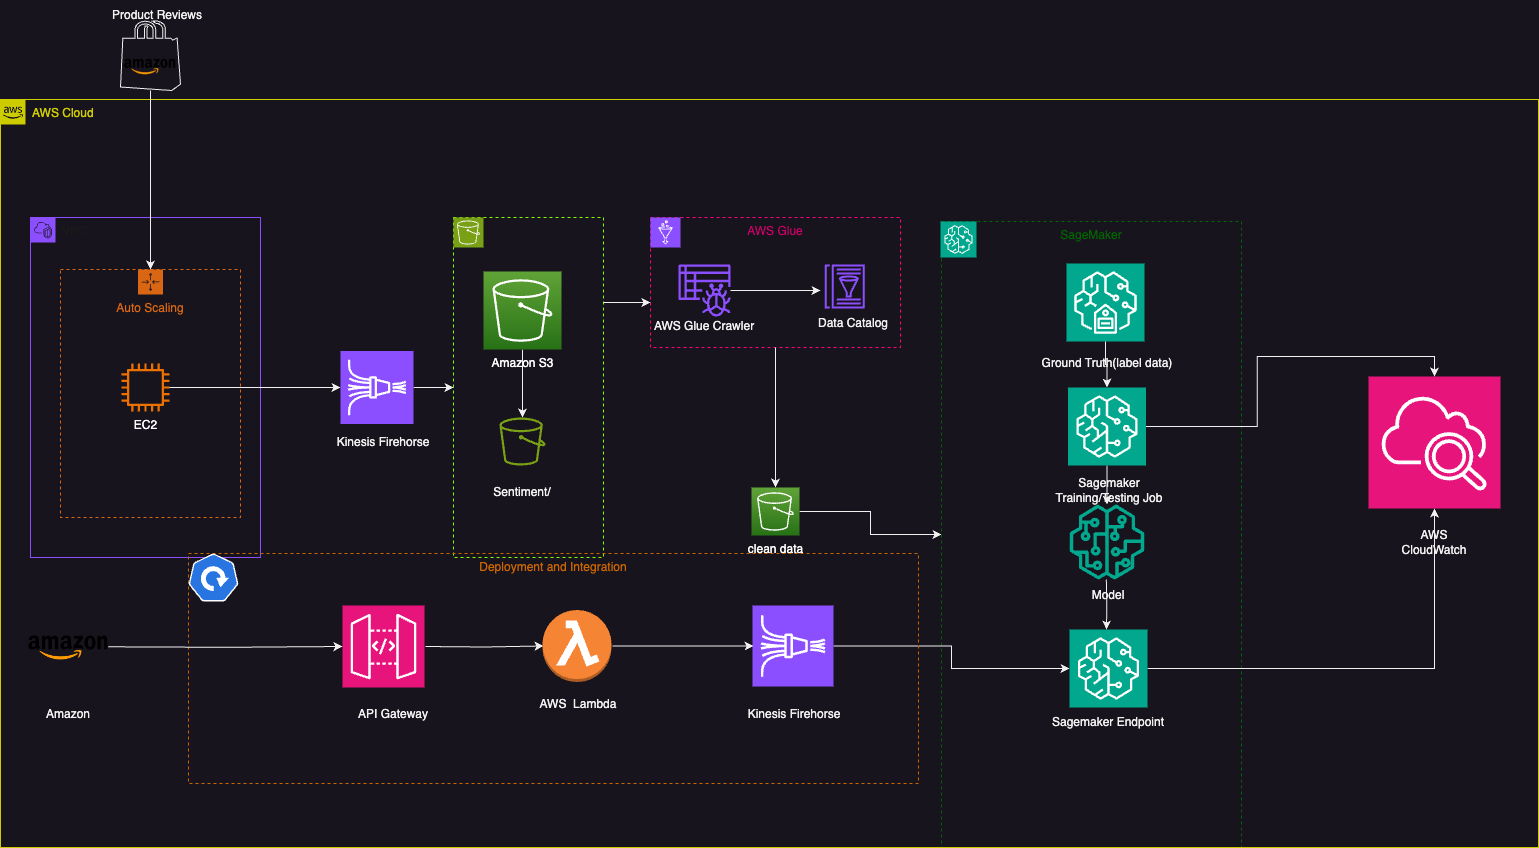 Product Reviews
amazon
aws
AWS Cloud
Auto Scaling
EC2
Kinesis Firehorse
Amazon S3
Sentiment/
AWS Glue
AWS Glue Crawler
Data Catalog
clean data
SageMaker
Ground Truth(label data)
Sagemaker
Training/Testing Job
Model
Sagemaker Endpoint
AWS
CloudWatch
Deployment and Integration
amazon
Amazon
</>
API Gateway
AWS  Lambda
Kinesis Firehorse